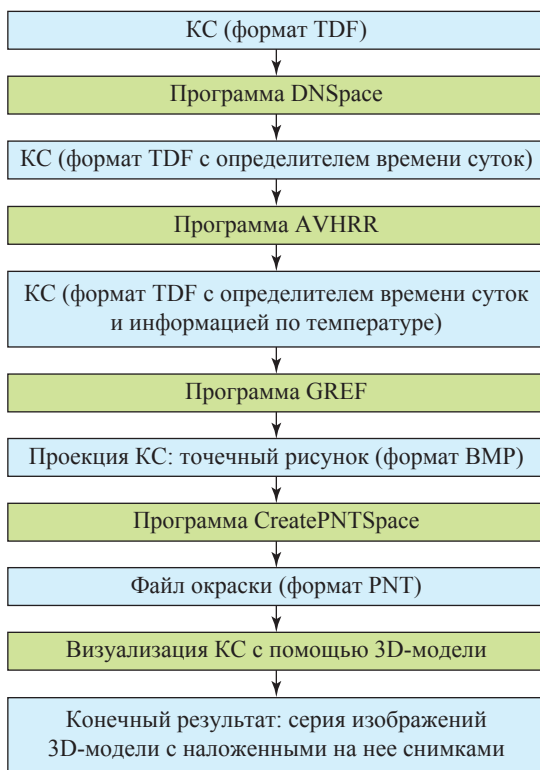 КС (формат TDF)
Программа DNSpace
КС (формат TDF с определителем времени суток)
Программа AVHRR
КС (формат TDF с определителем времени суток
и информацией по температуре)
Программа GREF
Проекция КС: точечный рисунок (формат BMP)
Программа CreatePNTSpace
Файл окраски (формат PNT)
Визуализация КС с помощью 3D-модели
Конечный результат: серия изображений
3D-модели с наложенными на нее снимками